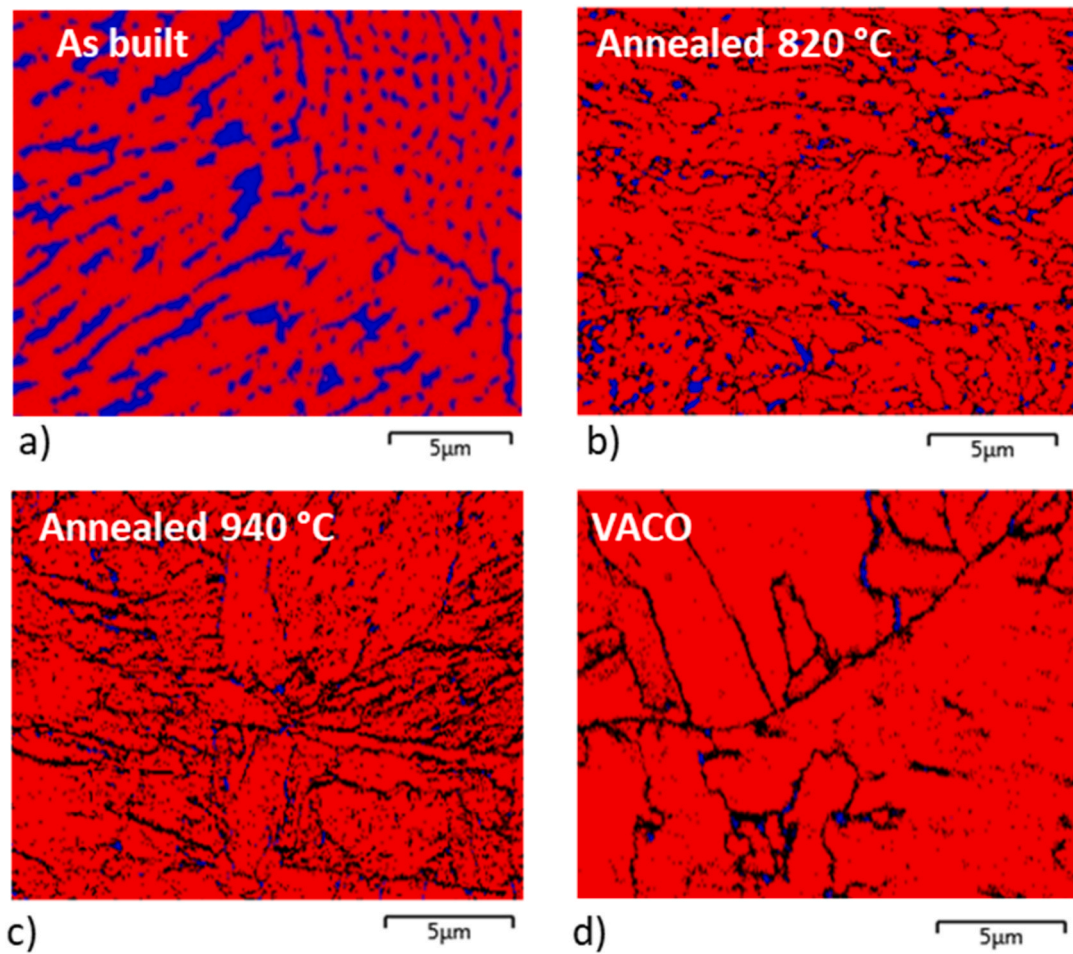 As built
Annealed 820 °C
a)
5μm
b)
5μm
Annealed 940 °C
VACO
c)
5μm
d)
5μm